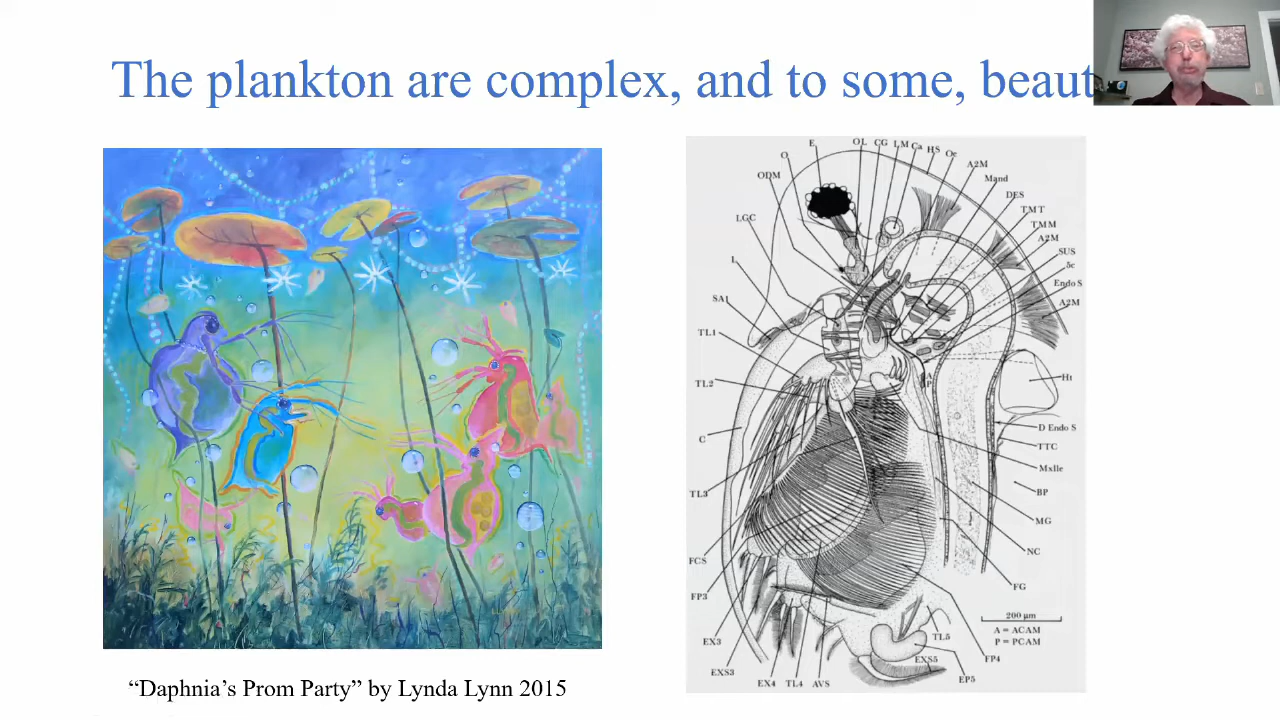 The plankton are complex, and to some, beaut
E
OL
CG
LM
Ca
HS
Oe
O
A2M
ODM
Mand
DES
LGC
TMT
TMM
A2M
L
SUS
5c
SA1
Endo S
A2M
TL1
TL2
Ht
C
A
P
D Endo S
TTC
Mxlle
TL3
BP
MG
FCS
NC
FP3
FG
200 µm
A = ACAM
P = PCAM
EX3
TL5
EXS3
EX4
TL4
AVS
EXS5
FP4
EP5
“Daphnia’s Prom Party” by Lynda Lynn 2015